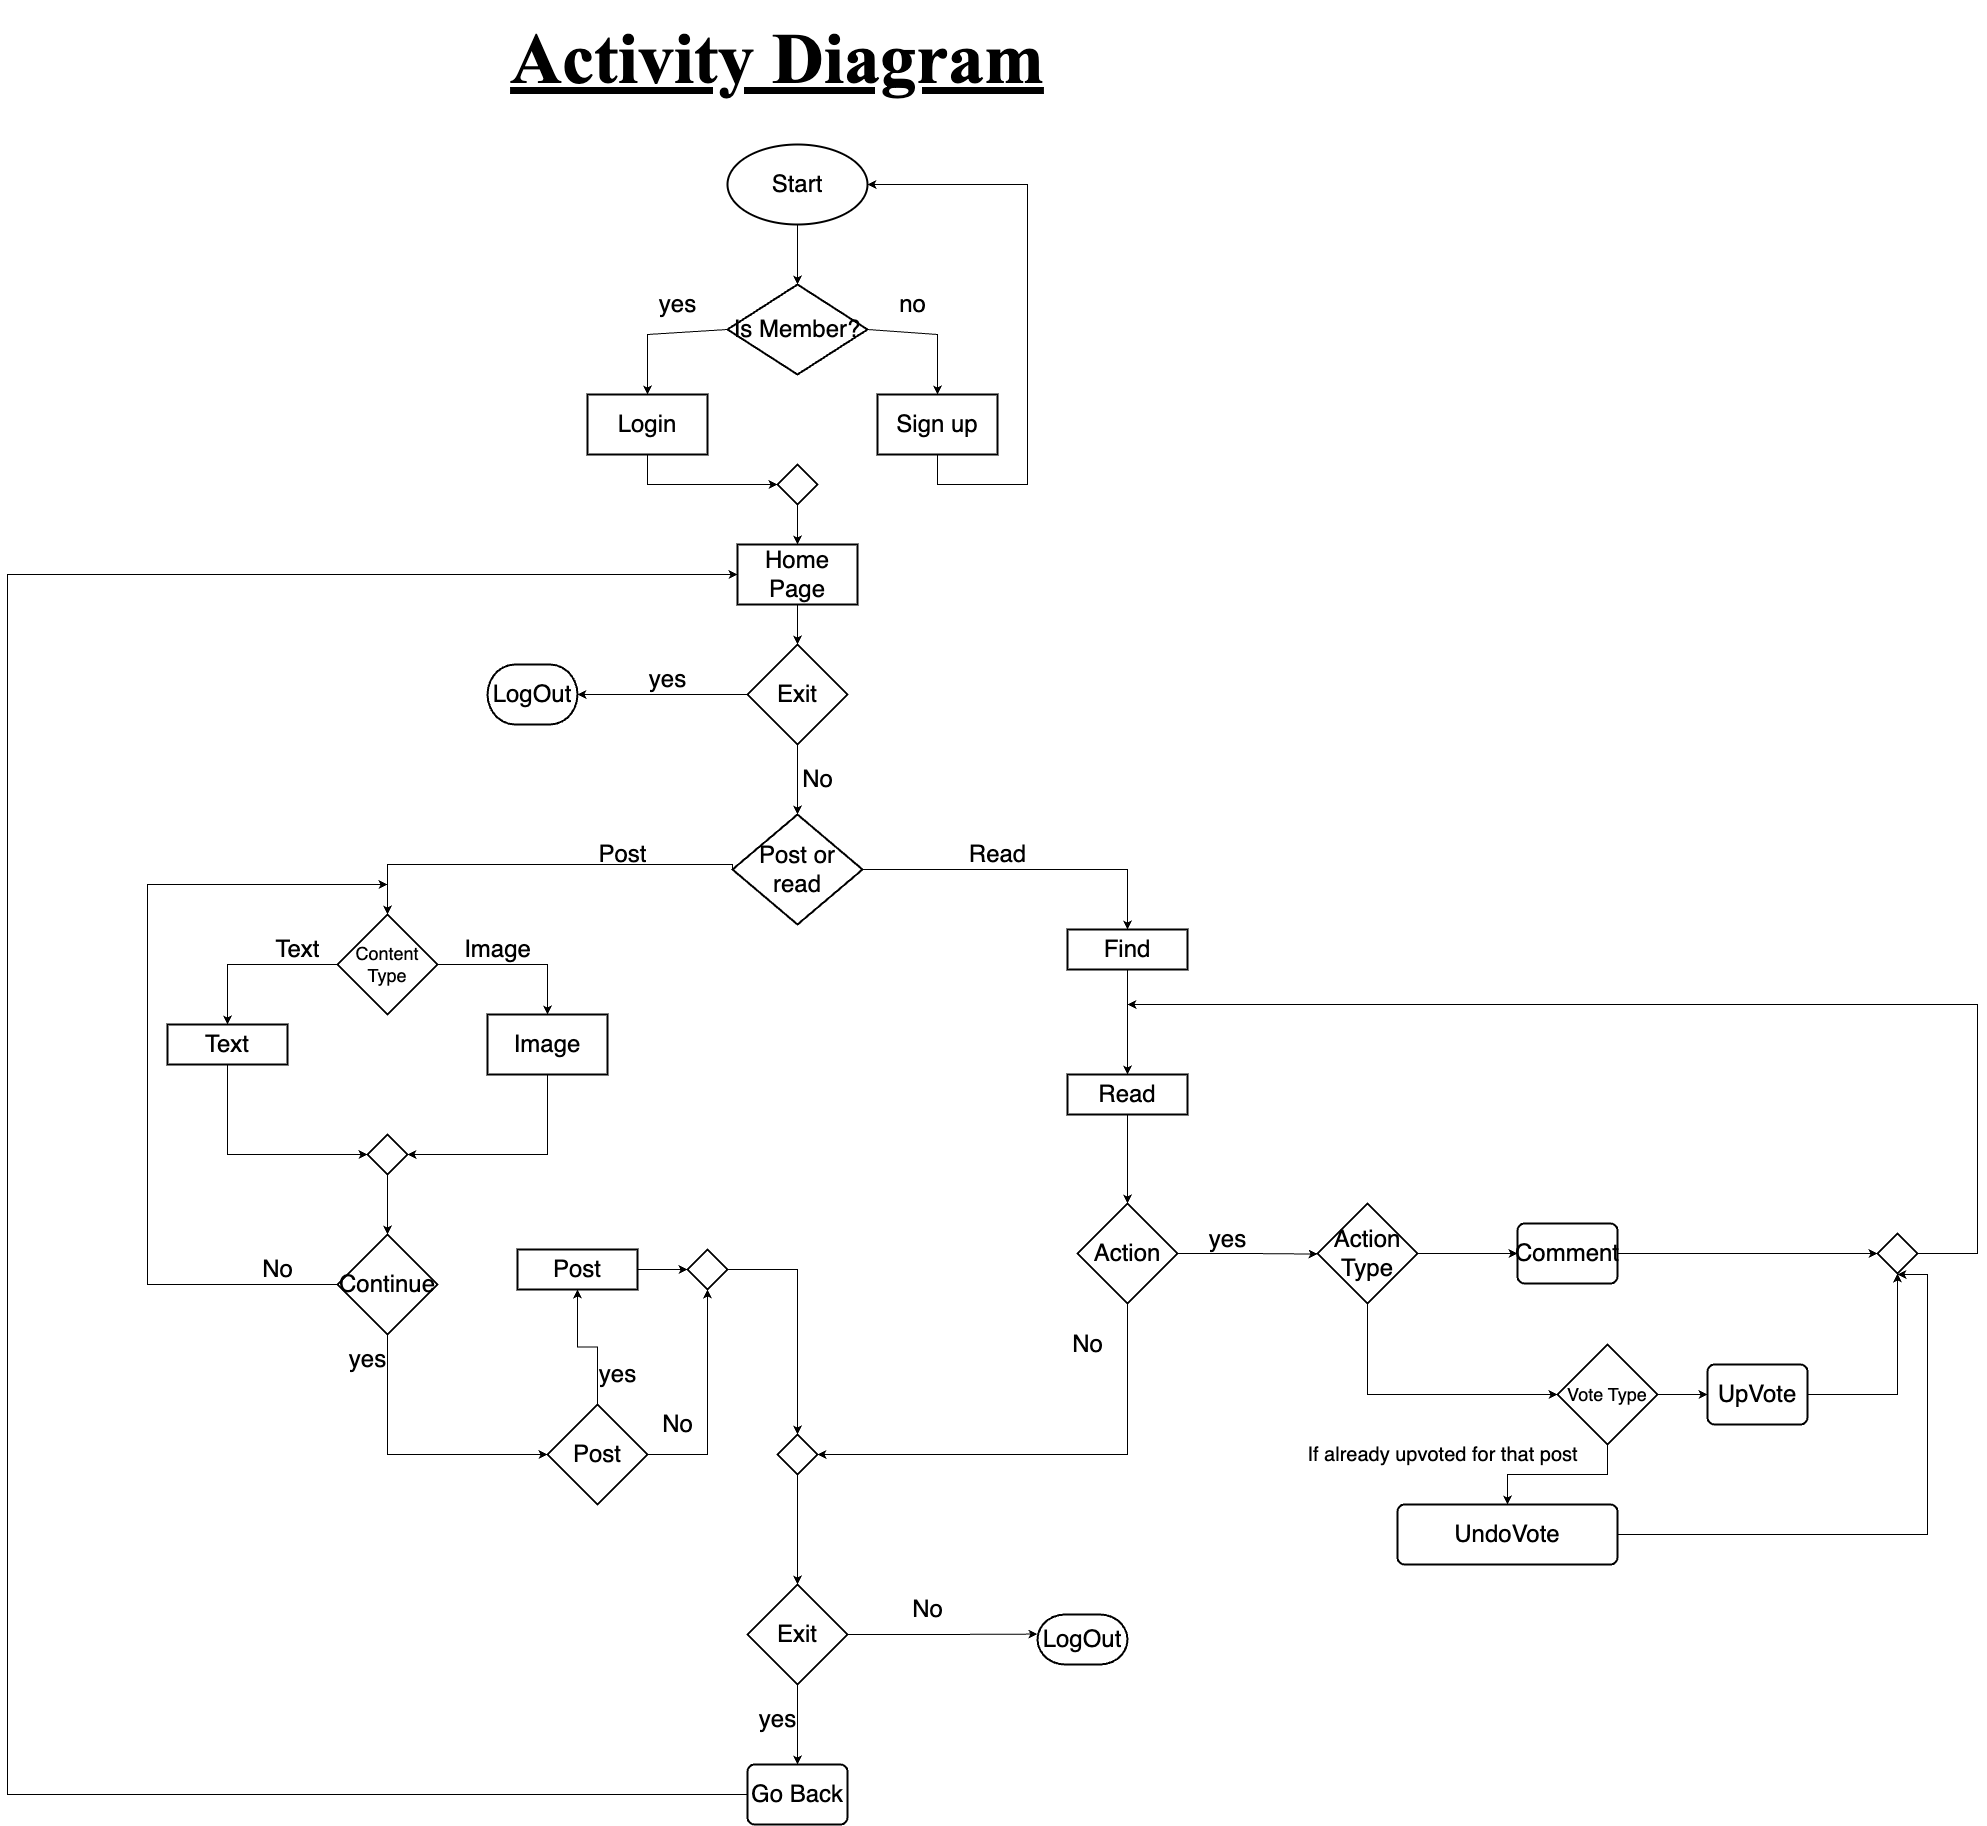 Activity Diagram
Start
yes
no
Is Member?
Login
Sign up
Home
Page
LogOut
yes
Exit
No
Post
Post or
read
Read
Text
Content
Type
Image
Find
Text
Image
Read
No
Continue
yes
Post
yes
Post
No
Action
yes
Action
Type
Comment
No
Vote Type
UpVote
If already upvoted for that post
UndoVote
Exit
No
LogOut
yes
Go Back